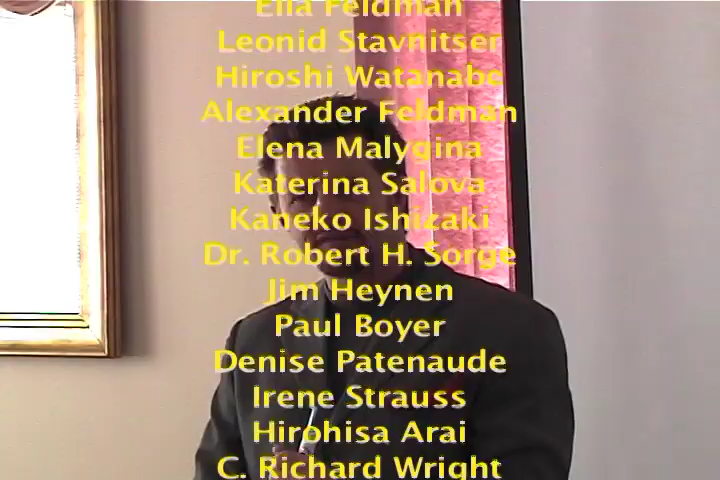 Ella Feldman
Leonid Stavnitser
Hiroshi Watanabe
Alexander Feldman
Elena Malygina
Katerina Salova
Kaneko Ishizaki
Dr. Robert H. Sorge
Jim Heynen
Paul Boyer
Denise Patenaude
Irene Strauss
Hirohisa Arai
C. Richard Wright